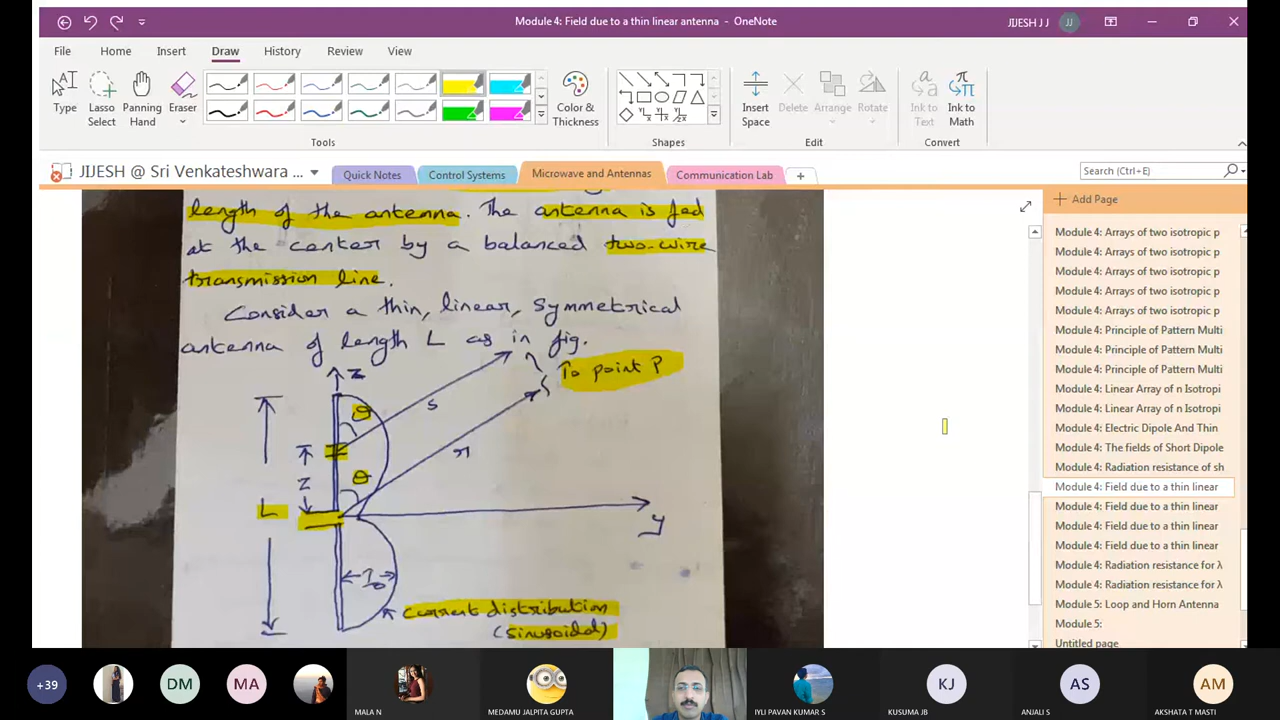 Module 4: Field due to a thin linear antenna - OneNote
JIJESH J J
JJ
File
Home
Insert
Draw
History
Review
View
Type
Lasso Select
Panning Hand
Eraser
Color & Thickness
Insert Space
Delete
Arrange
Rotate
Ink to Text
Ink to Math
Tools
Shapes
Edit
Convert
JIJESH @ Sri Venkateshwara ...
Quick Notes
Control Systems
Microwave and Antennas
Communication Lab
Search (Ctrl+E)
length of the antenna. The antenna is fed
at the center by a balanced two-wire
transmission line.
Consider a thin, linear, symmetrical
antenna of length L as in fig.
To point P
z
θ
s
θ
r
z
L
y
I₀
current distribution
(sinusoidal)
Add Page
Module 4: Arrays of two isotropic p
Module 4: Arrays of two isotropic p
Module 4: Arrays of two isotropic p
Module 4: Arrays of two isotropic p
Module 4: Arrays of two isotropic p
Module 4: Principle of Pattern Multi
Module 4: Principle of Pattern Multi
Module 4: Principle of Pattern Multi
Module 4: Linear Array of n Isotropi
Module 4: Linear Array of n Isotropi
Module 4: Electric Dipole And Thin
Module 4: The fields of Short Dipole
Module 4: Radiation resistance of sh
Module 4: Field due to a thin linear
Module 4: Field due to a thin linear
Module 4: Field due to a thin linear
Module 4: Field due to a thin linear
Module 4: Radiation resistance for λ
Module 4: Radiation resistance for λ
Module 5: Loop and Horn Antenna
Module 5:
Untitled page
+39
DM
MA
MALA N
MEDAMU JALPITA GUPTA
IYLI PAVAN KUMAR S
KJ
KUSUMA JB
AS
ANJALI S
AM
AKSHATA T MASTI